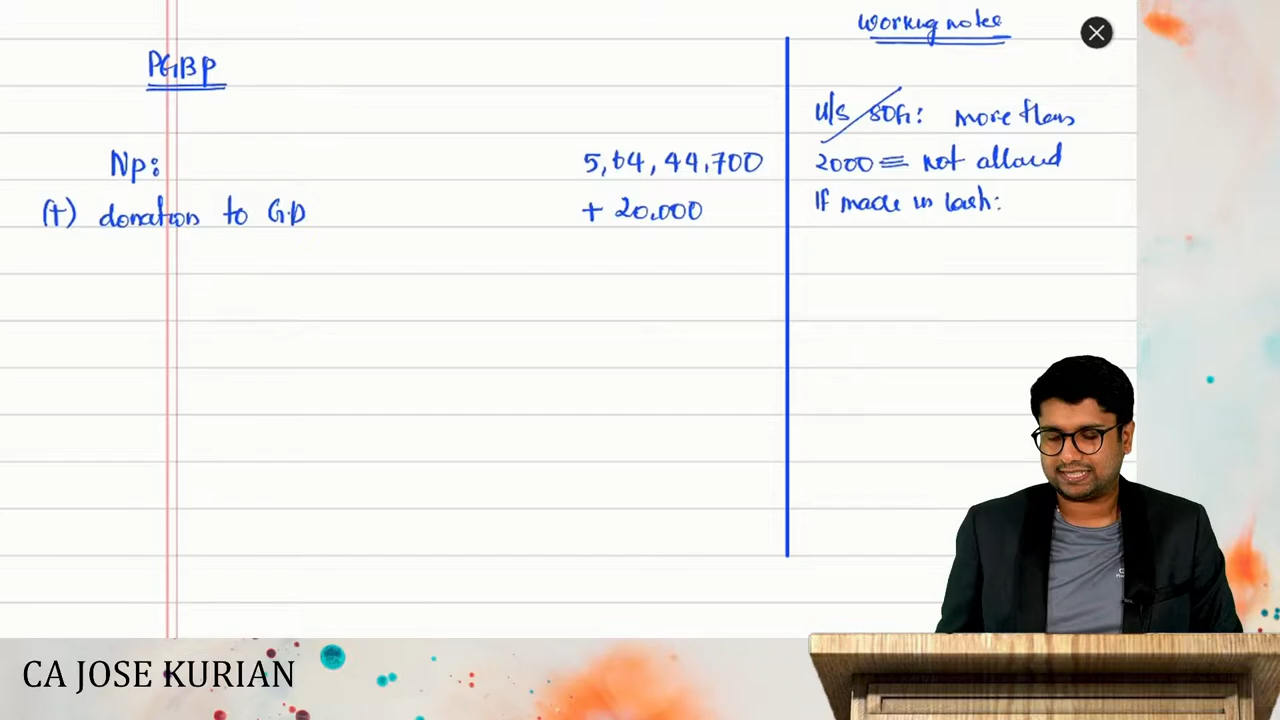 PGBP
Np: 5,64,44,700
(+) donation to G.D + 20,000
Working notes
u/s 80G: more than
2000 = not allowd
If made in cash:
CA JOSE KURIAN